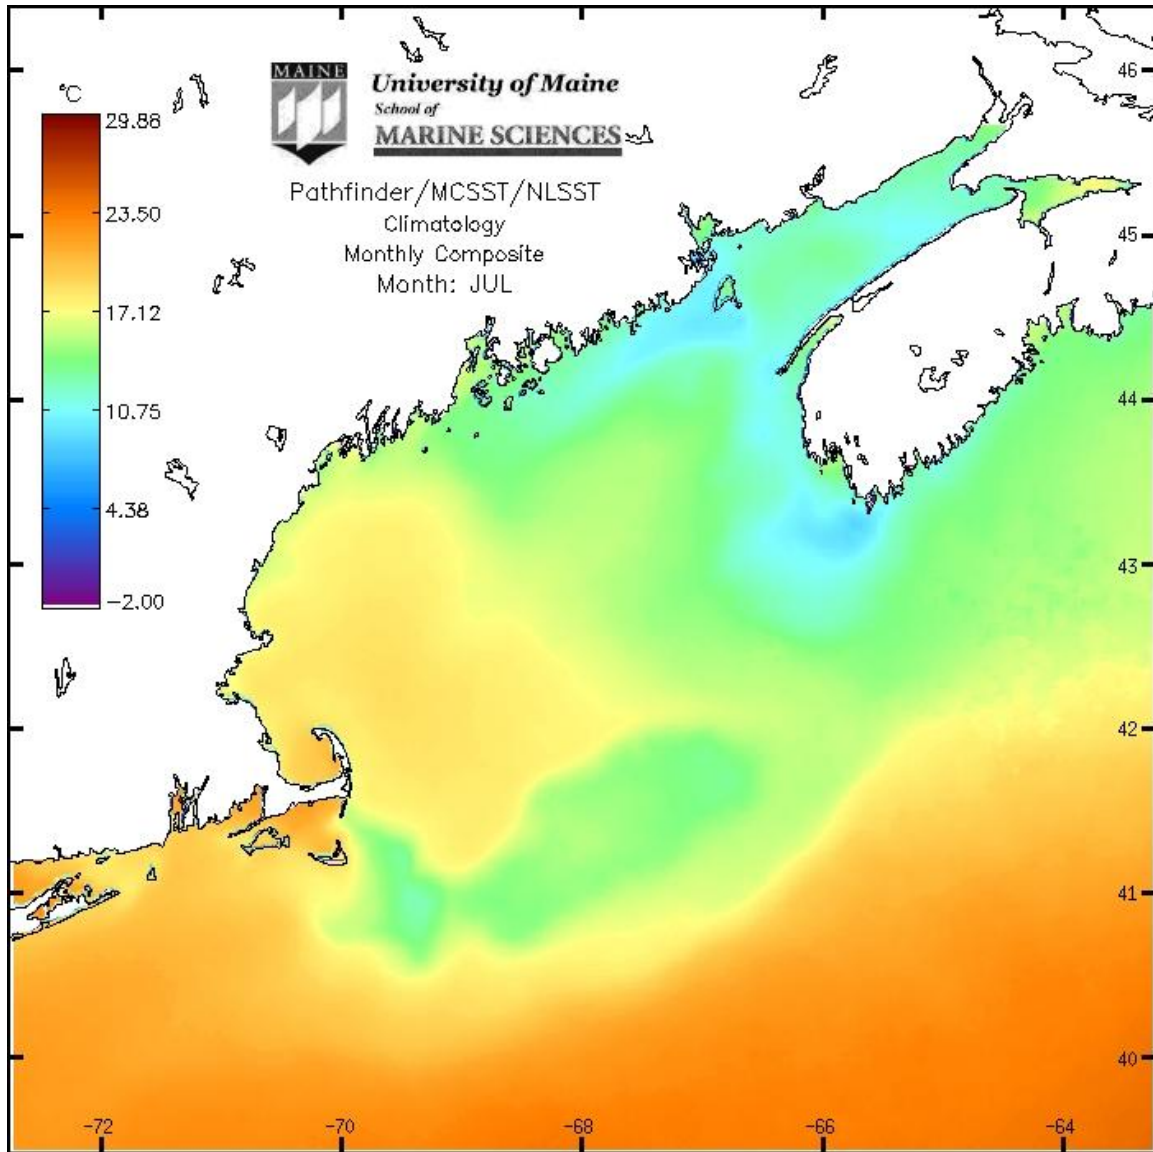 MAINE
University of Maine
School of
MARINE SCIENCES
Pathfinder/MCSST/NLSST
Climatology
Monthly Composite
Month: JUL
°C
29.88
23.50
17.12
10.75
4.38
-2.00
46
45
44
43
42
41
40
-72
-70
-68
-66
-64